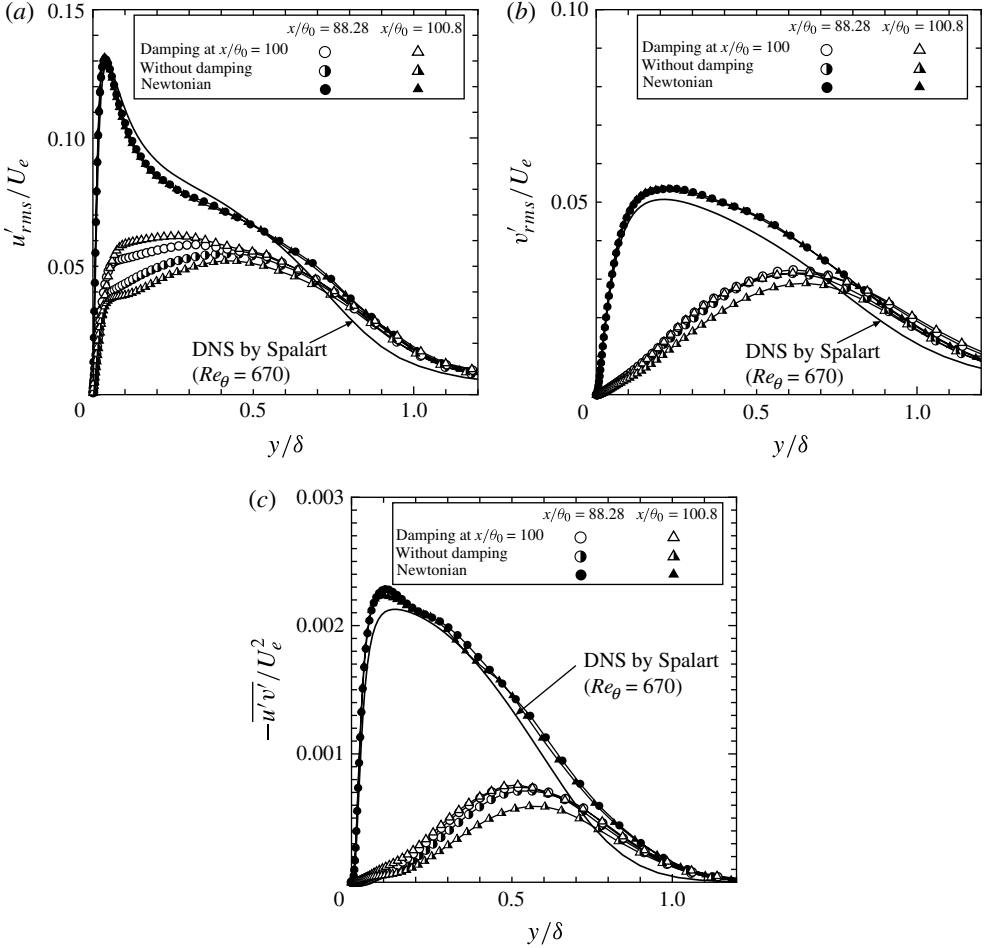 (a)
x/θ0 = 88.28 x/θ0 = 100.8
Damping at x/θ0 = 100
Without damping
Newtonian
0.15
0.10
0.05
0
0.5
1.0
u′rms/Ue
DNS by Spalart
(Reθ = 670)
y/δ
(b)
x/θ0 = 88.28 x/θ0 = 100.8
Damping at x/θ0 = 100
Without damping
Newtonian
0.10
0.05
0
0.5
1.0
v′rms/Ue
DNS by Spalart
(Reθ = 670)
y/δ
(c)
x/θ0 = 88.28 x/θ0 = 100.8
Damping at x/θ0 = 100
Without damping
Newtonian
0.003
0.002
0.001
0
0.5
1.0
−u′v′/Ue²
DNS by Spalart
(Reθ = 670)
y/δ